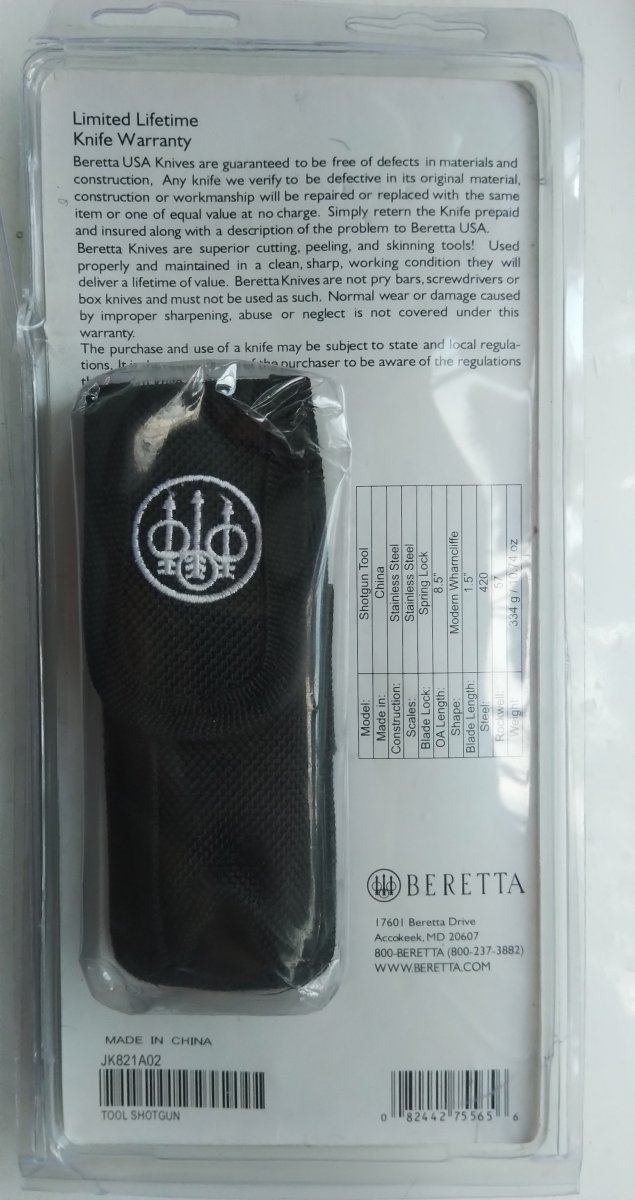 Limited Lifetime
Knife Warranty
Beretta USA Knives are guaranteed to be free of defects in materials and
construction, Any knife we verify to be defective in its original material,
construction or workmanship will be repaired or replaced with the same
item or one of equal value at no charge. Simply retern the Knife prepaid
and insured along with a description of the problem to Beretta USA.
Beretta Knives are superior cutting, peeling, and skinning tools! Used
properly and maintained in a clean, sharp, working condition they will
deliver a lifetime of value. Beretta Knives are not pry bars, screwdrivers or
box knives and must not be used as such. Normal wear or damage caused
by improper sharpening, abuse or neglect is not covered under this
warranty.
The purchase and use of a knife may be subject to state and local regula-
tions. It is of the purchaser to be aware of the regulations
Model: Shotgun Tool
Made in: China
Construction: Stainless Steel
Scales: Stainless Steel
Blade Lock: Spring Lock
OA Length: 8.5"
Shape: Modern Wharncliffe
Blade Length: 1.5"
Steel: 420
Rockwell: 57
Weight: 334 g / oz
BERETTA
17601 Beretta Drive
Accokeek, MD 20607
800-BERETTA (800-237-3882)
WWW.BERETTA.COM
MADE IN CHINA
JK821A02
TOOL SHOTGUN
0 82442 75565 6